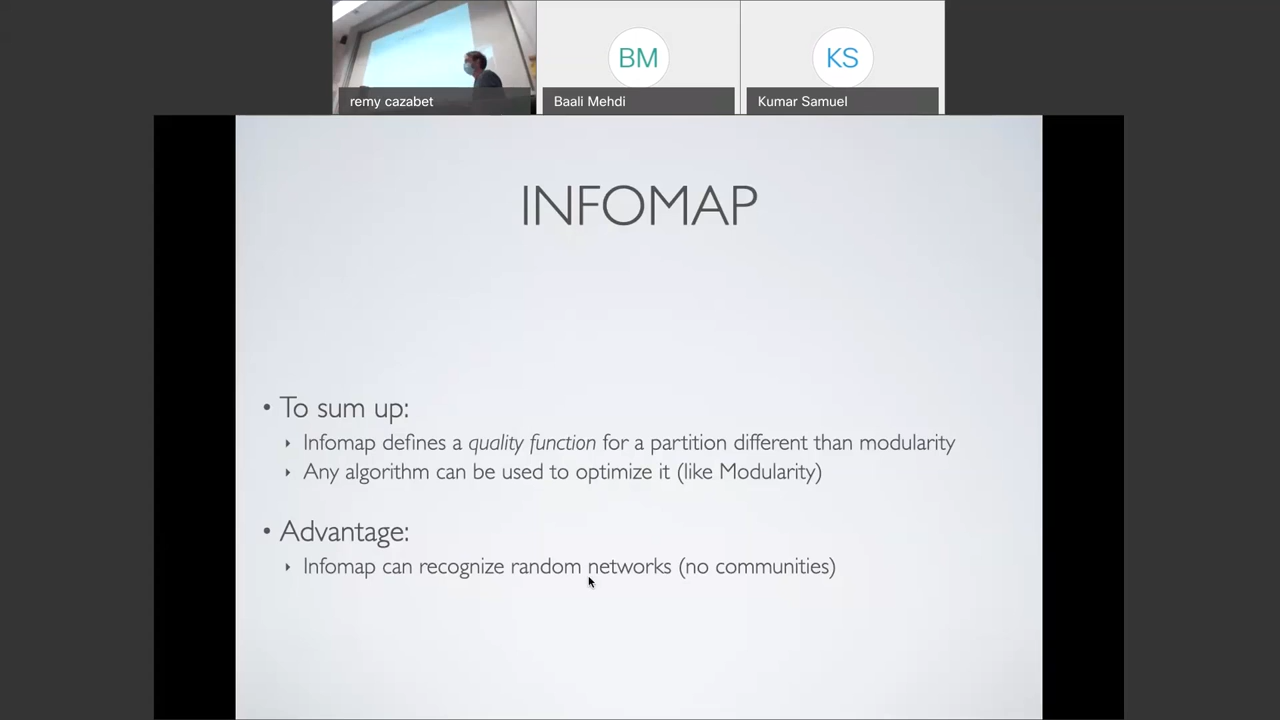 BM
KS
remy cazabet
Baali Mehdi
Kumar Samuel
INFOMAP
• To sum up:
‣ Infomap defines a quality function for a partition different than modularity
‣ Any algorithm can be used to optimize it (like Modularity)
• Advantage:
‣ Infomap can recognize random networks (no communities)